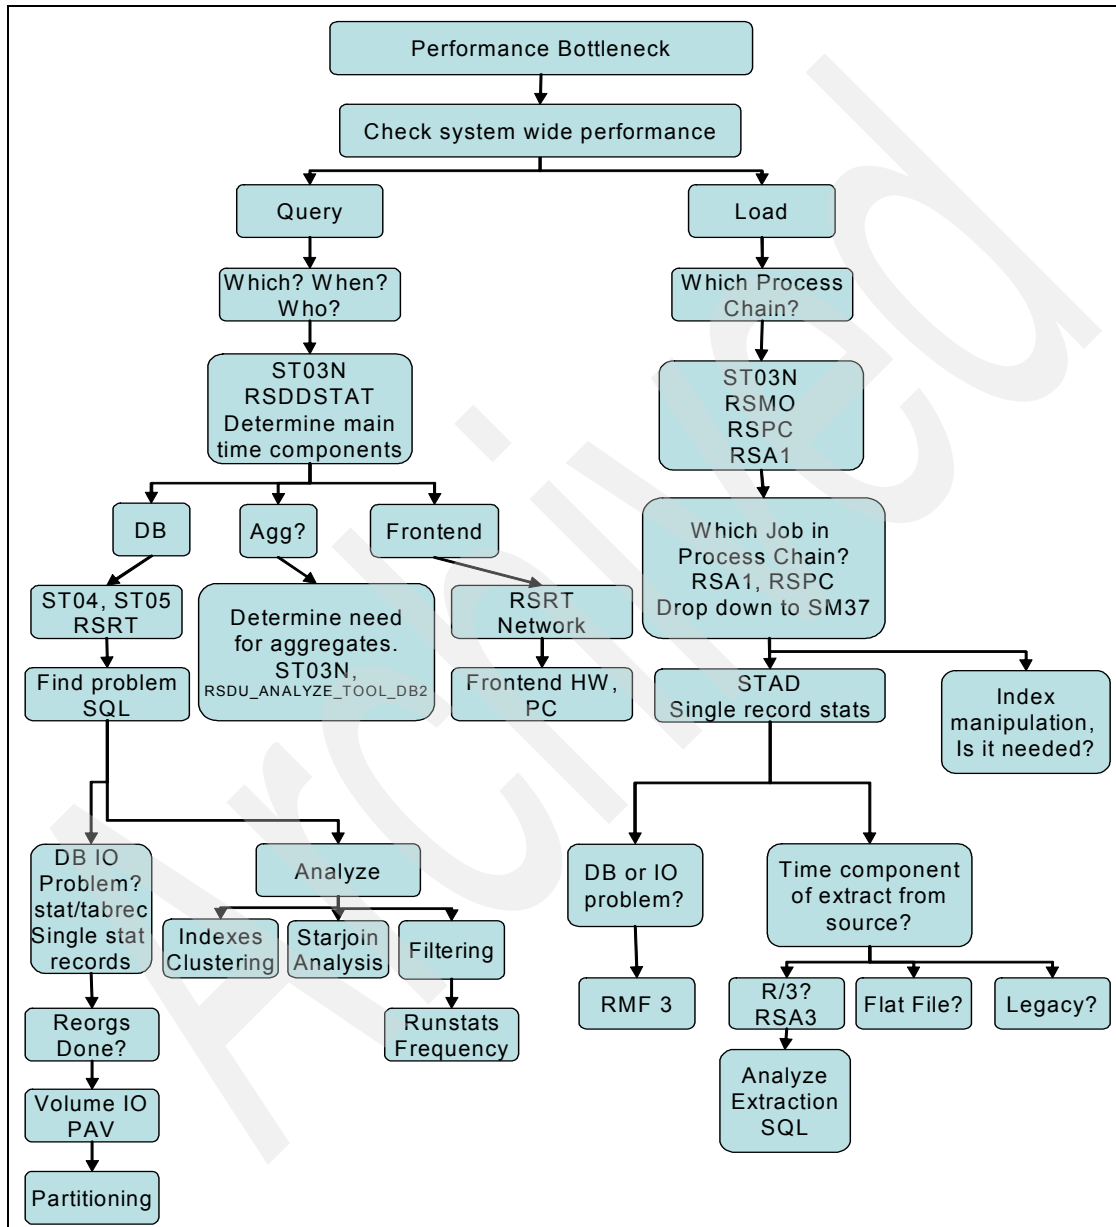 Performance Bottleneck
Check system wide performance
Query
Load
Which? When?
Who?
Which Process
Chain?
ST03N
RSDDSTAT
Determine main
time components
ST03N
RSMO
RSPC
RSA1
DB
Agg?
Frontend
Which Job in
Process Chain?
RSA1, RSPC
Drop down to SM37
ST04, ST05
RSRT
Determine need
for aggregates.
ST03N,
RSDU_ANALYZE_TOOL_DB2
RSRT
Network
Find problem
SQL
Frontend HW,
PC
STAD
Single record stats
Index
manipulation,
Is it needed?
DB IO
Problem?
stat/tabrec
Single stat
records
Analyze
DB or IO
problem?
Time component
of extract from
source?
Indexes
Clustering
Starjoin
Analysis
Filtering
Reorgs
Done?
Runstats
Frequency
RMF 3
R/3?
RSA3
Flat File?
Legacy?
Volume IO
PAV
Analyze
Extraction
SQL
Partitioning
Archived